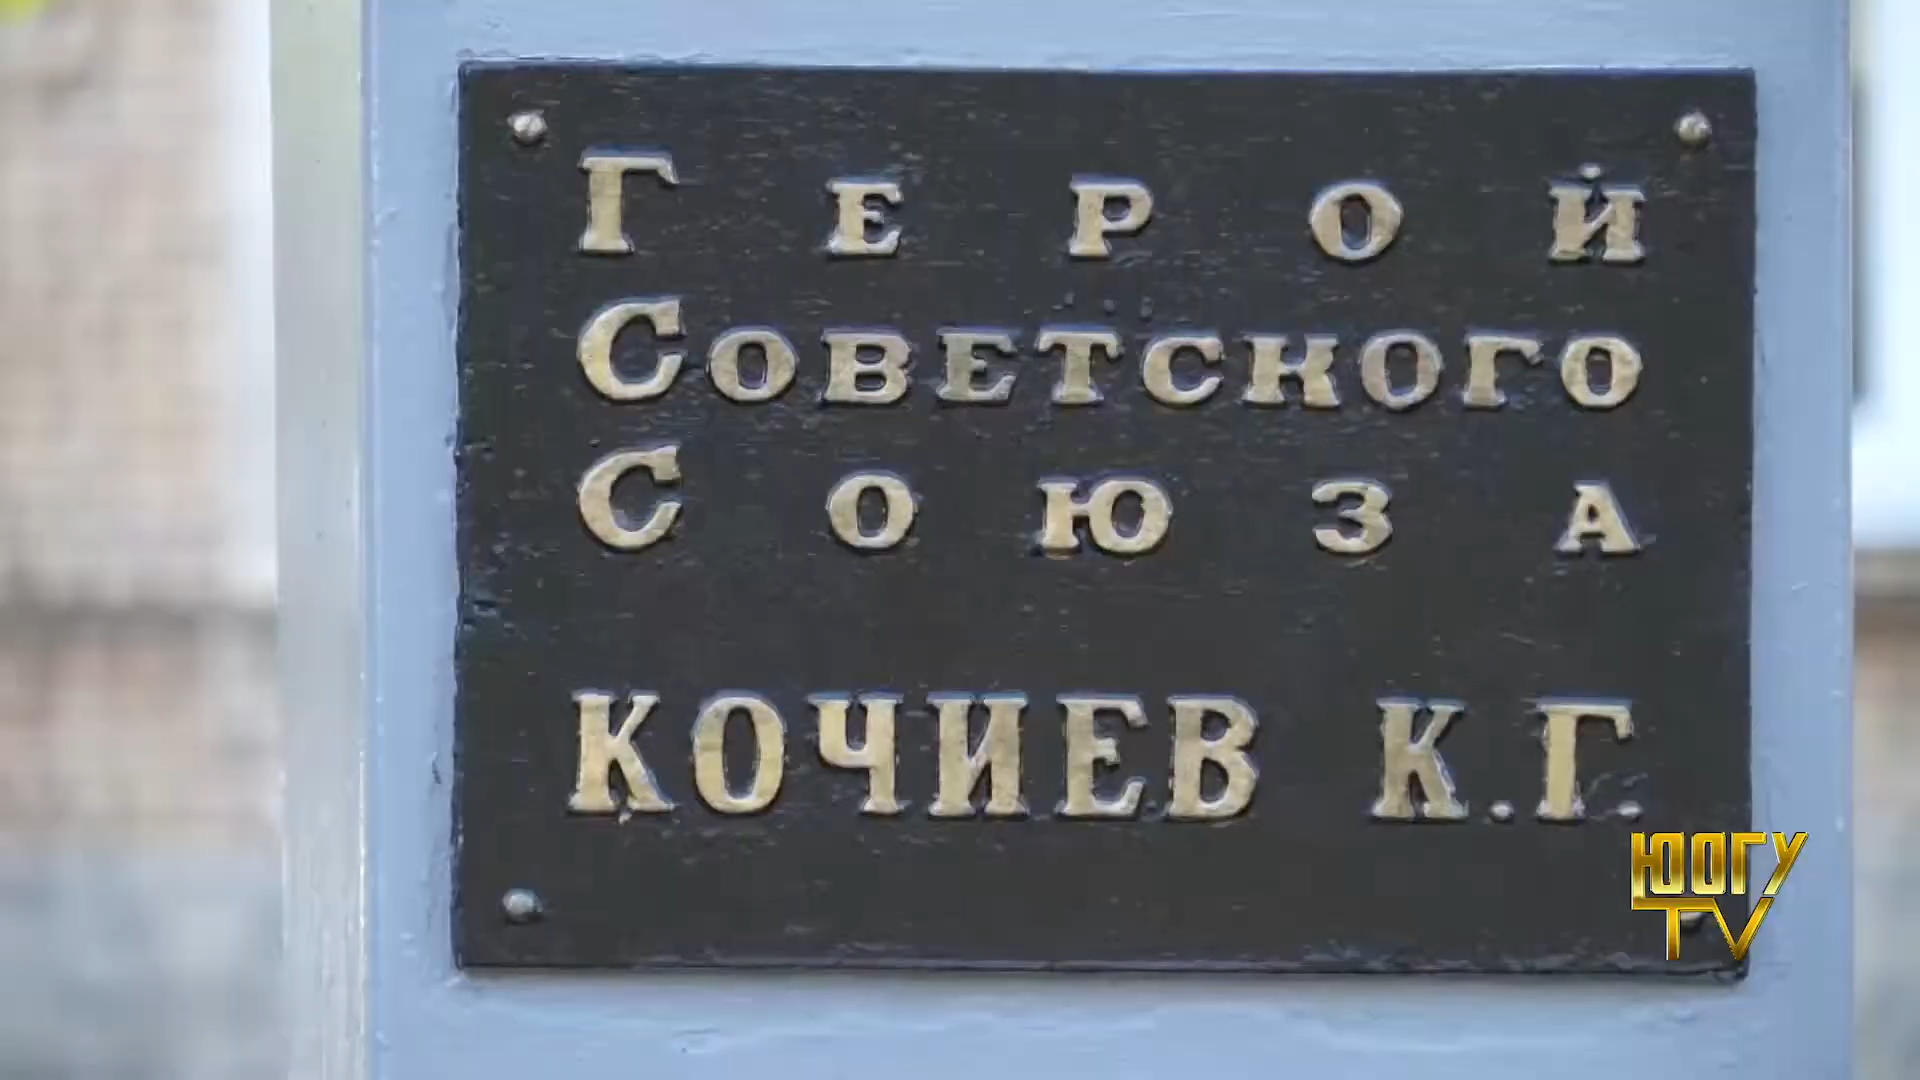 Герой
Советского
Союза
КОЧИЕВ К.Г.
ЮОГУ
TV